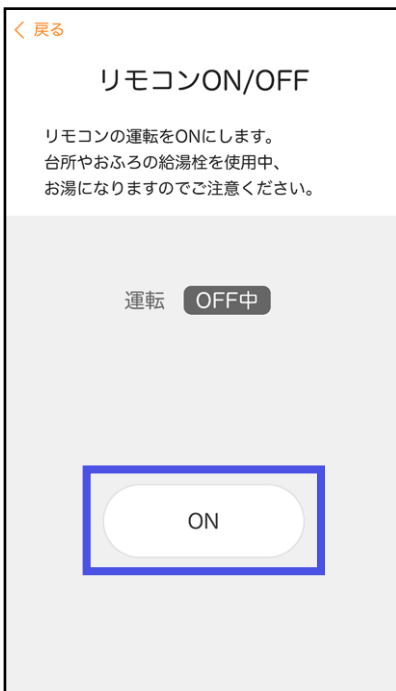 戻る
リモコンON/OFF
リモコンの運転をONにします。
台所やおふろの給湯栓を使用中、
お湯になりますのでご注意ください。
運転 OFF中
ON